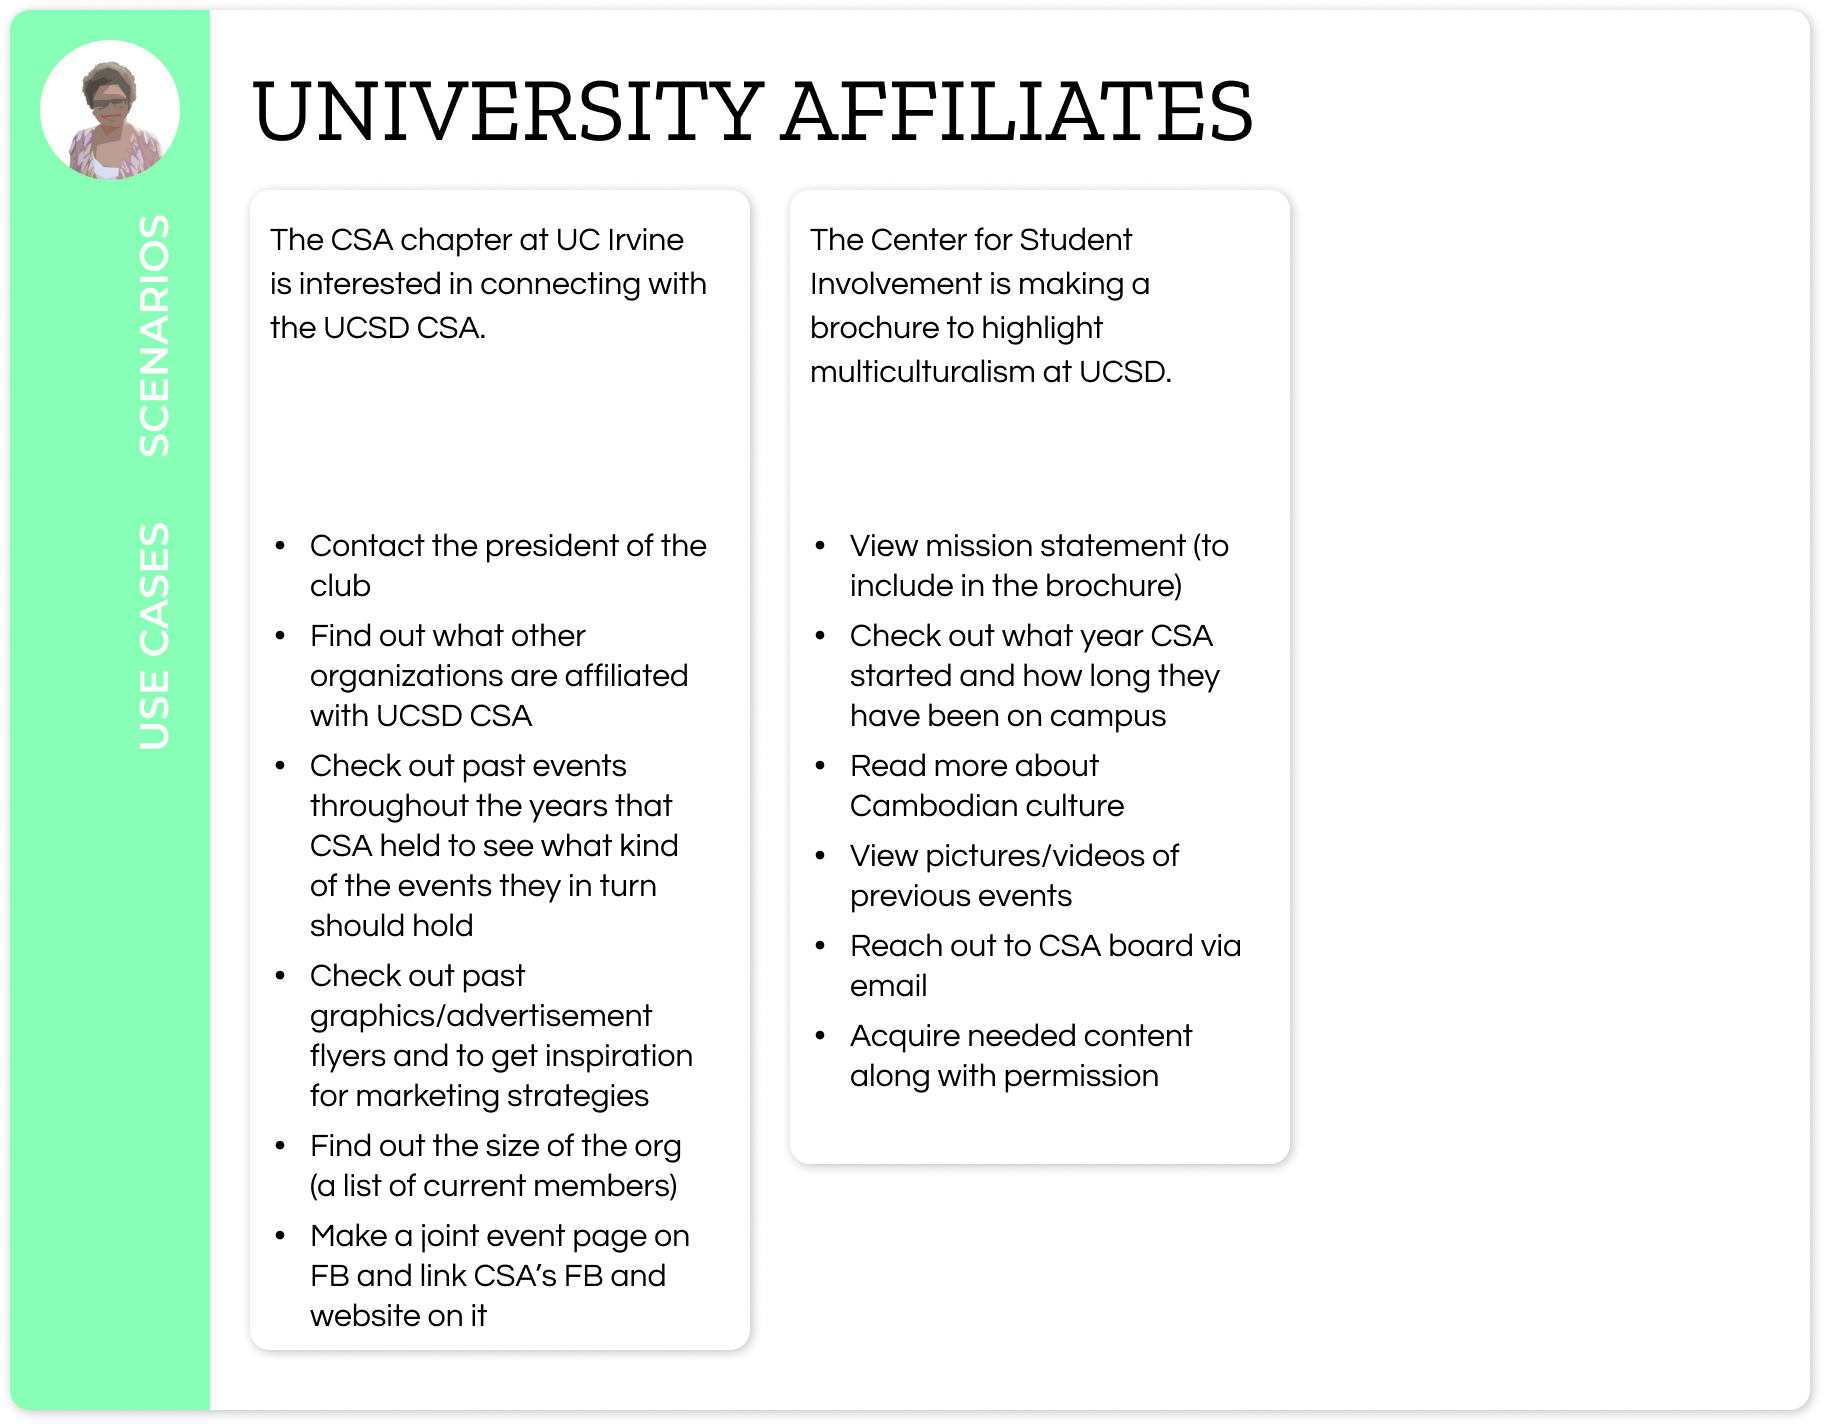 UNIVERSITY AFFILIATES
SCENARIOS
The CSA chapter at UC Irvine
is interested in connecting with
the UCSD CSA.
The Center for Student
Involvement is making a
brochure to highlight
multiculturalism at UCSD.
USE CASES
• Contact the president of the
club
• Find out what other
organizations are affiliated
with UCSD CSA
• Check out past events
throughout the years that
CSA held to see what kind
of the events they in turn
should hold
• Check out past
graphics/advertisement
flyers and to get inspiration
for marketing strategies
• Find out the size of the org
(a list of current members)
• Make a joint event page on
FB and link CSA’s FB and
website on it
• View mission statement (to
include in the brochure)
• Check out what year CSA
started and how long they
have been on campus
• Read more about
Cambodian culture
• View pictures/videos of
previous events
• Reach out to CSA board via
email
• Acquire needed content
along with permission